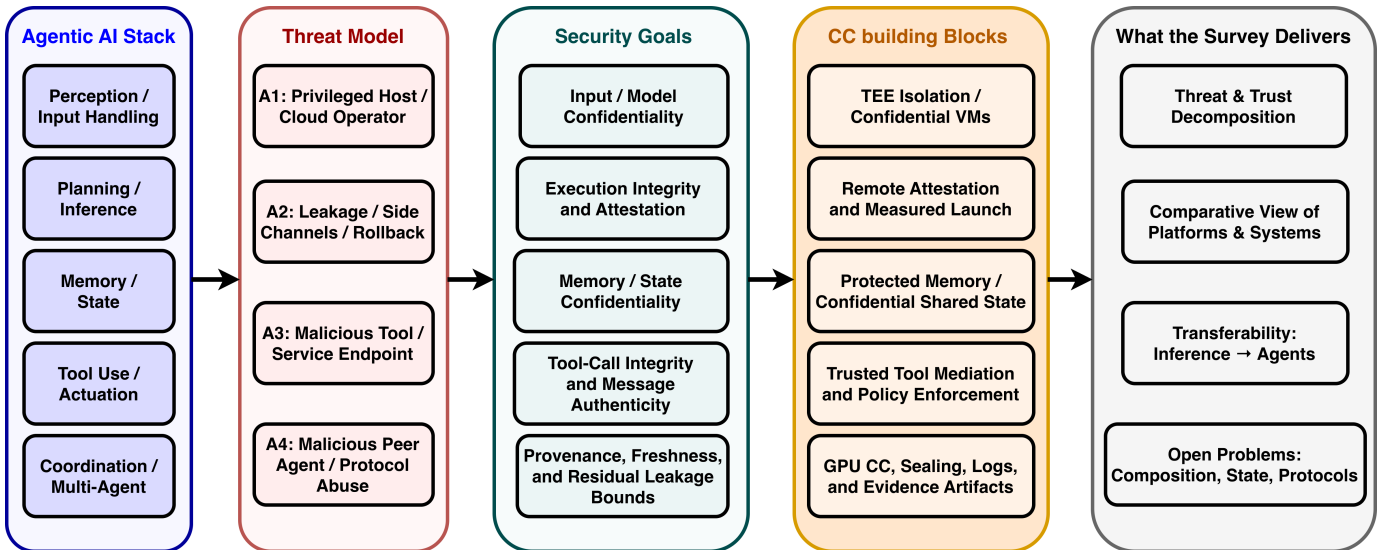 Agentic AI Stack
Perception /
Input Handling
Planning /
Inference
Memory /
State
Tool Use /
Actuation
Coordination /
Multi-Agent
Threat Model
A1: Privileged Host /
Cloud Operator
A2: Leakage / Side
Channels / Rollback
A3: Malicious Tool /
Service Endpoint
A4: Malicious Peer
Agent / Protocol
Abuse
Security Goals
Input / Model
Confidentiality
Execution Integrity
and Attestation
Memory / State
Confidentiality
Tool-Call Integrity
and Message
Authenticity
Provenance, Freshness,
and Residual Leakage
Bounds
CC building Blocks
TEE Isolation /
Confidential VMs
Remote Attestation
and Measured Launch
Protected Memory /
Confidential Shared State
Trusted Tool Mediation
and Policy Enforcement
GPU CC, Sealing, Logs,
and Evidence Artifacts
What the Survey Delivers
Threat & Trust
Decomposition
Comparative View of
Platforms & Systems
Transferability:
Inference → Agents
Open Problems:
Composition, State, Protocols